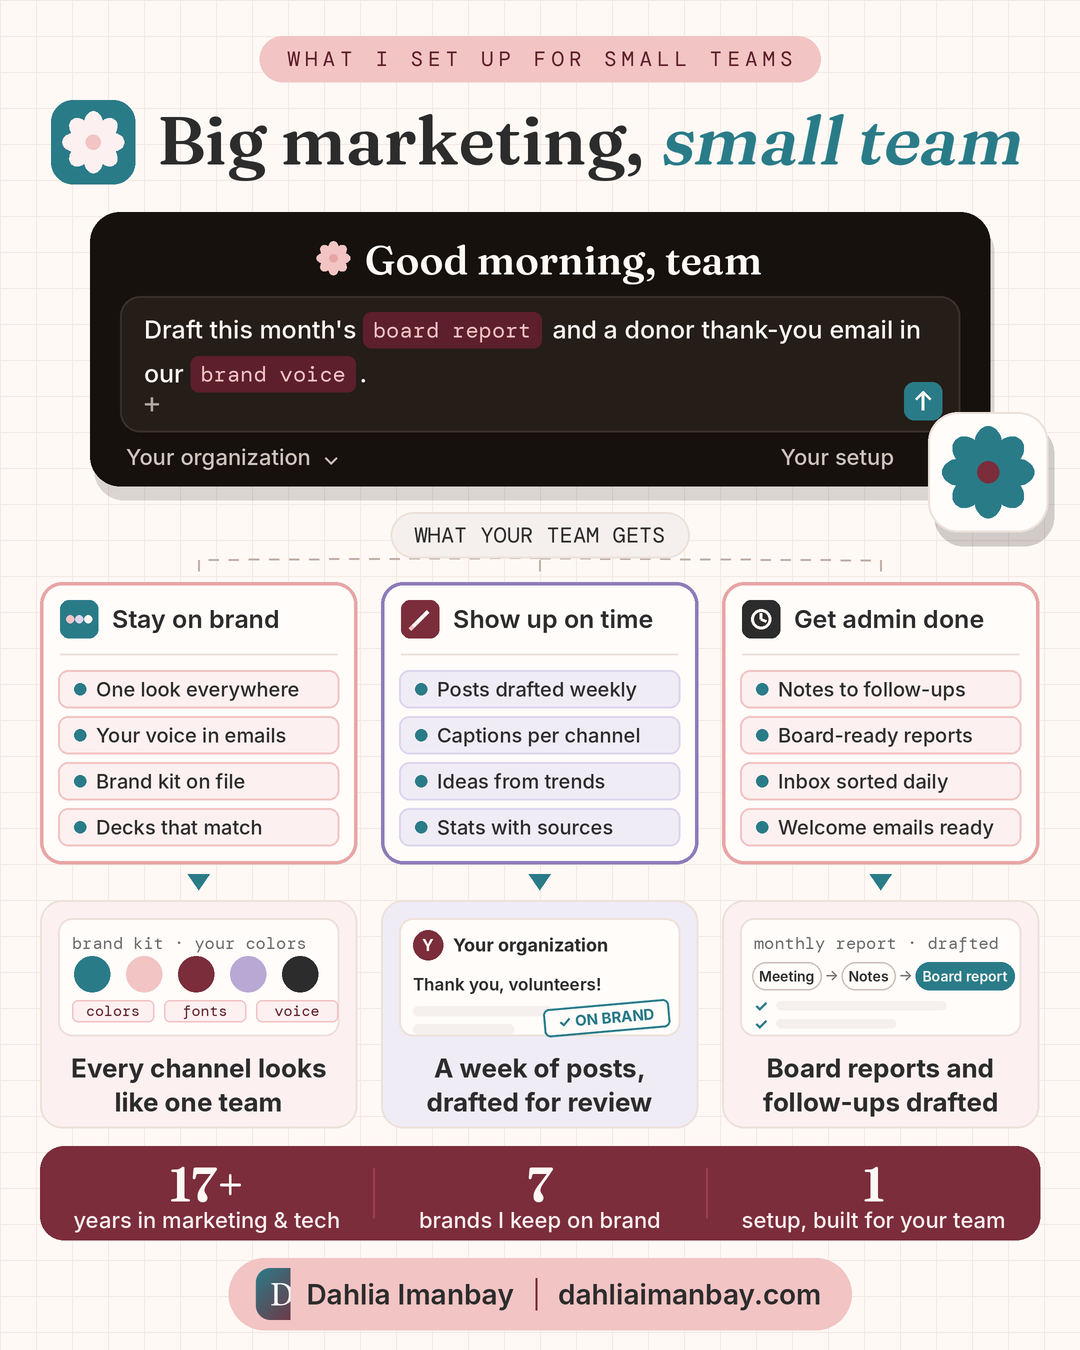 WHAT I SET UP FOR SMALL TEAMS
Big marketing, small team
Good morning, team
Draft this month's board report and a donor thank-you email in
our brand voice .
+
Your organization
Your setup
WHAT YOUR TEAM GETS
Stay on brand
One look everywhere
Your voice in emails
Brand kit on file
Decks that match
Show up on time
Posts drafted weekly
Captions per channel
Ideas from trends
Stats with sources
Get admin done
Notes to follow-ups
Board-ready reports
Inbox sorted daily
Welcome emails ready
brand kit · your colors
colors
fonts
voice
Every channel looks
like one team
Y Your organization
Thank you, volunteers!
✓ ON BRAND
A week of posts,
drafted for review
monthly report · drafted
Meeting → Notes → Board report
Board reports and
follow-ups drafted
17+
years in marketing & tech
7
brands I keep on brand
1
setup, built for your team
D Dahlia Imanbay | dahliaimanbay.com